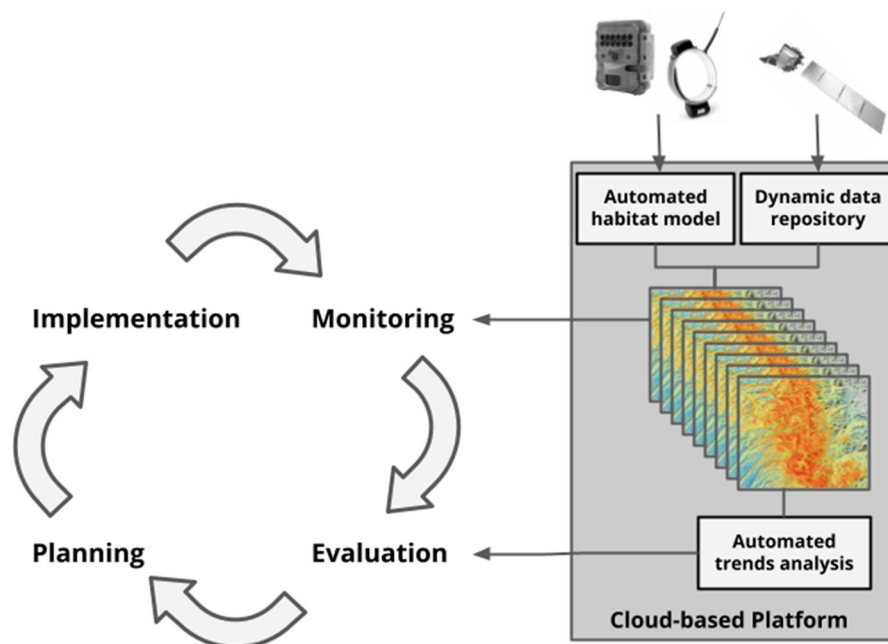 Automated
habitat model
Dynamic data
repository
Implementation
Monitoring
Planning
Evaluation
Automated
trends analysis
Cloud-based Platform